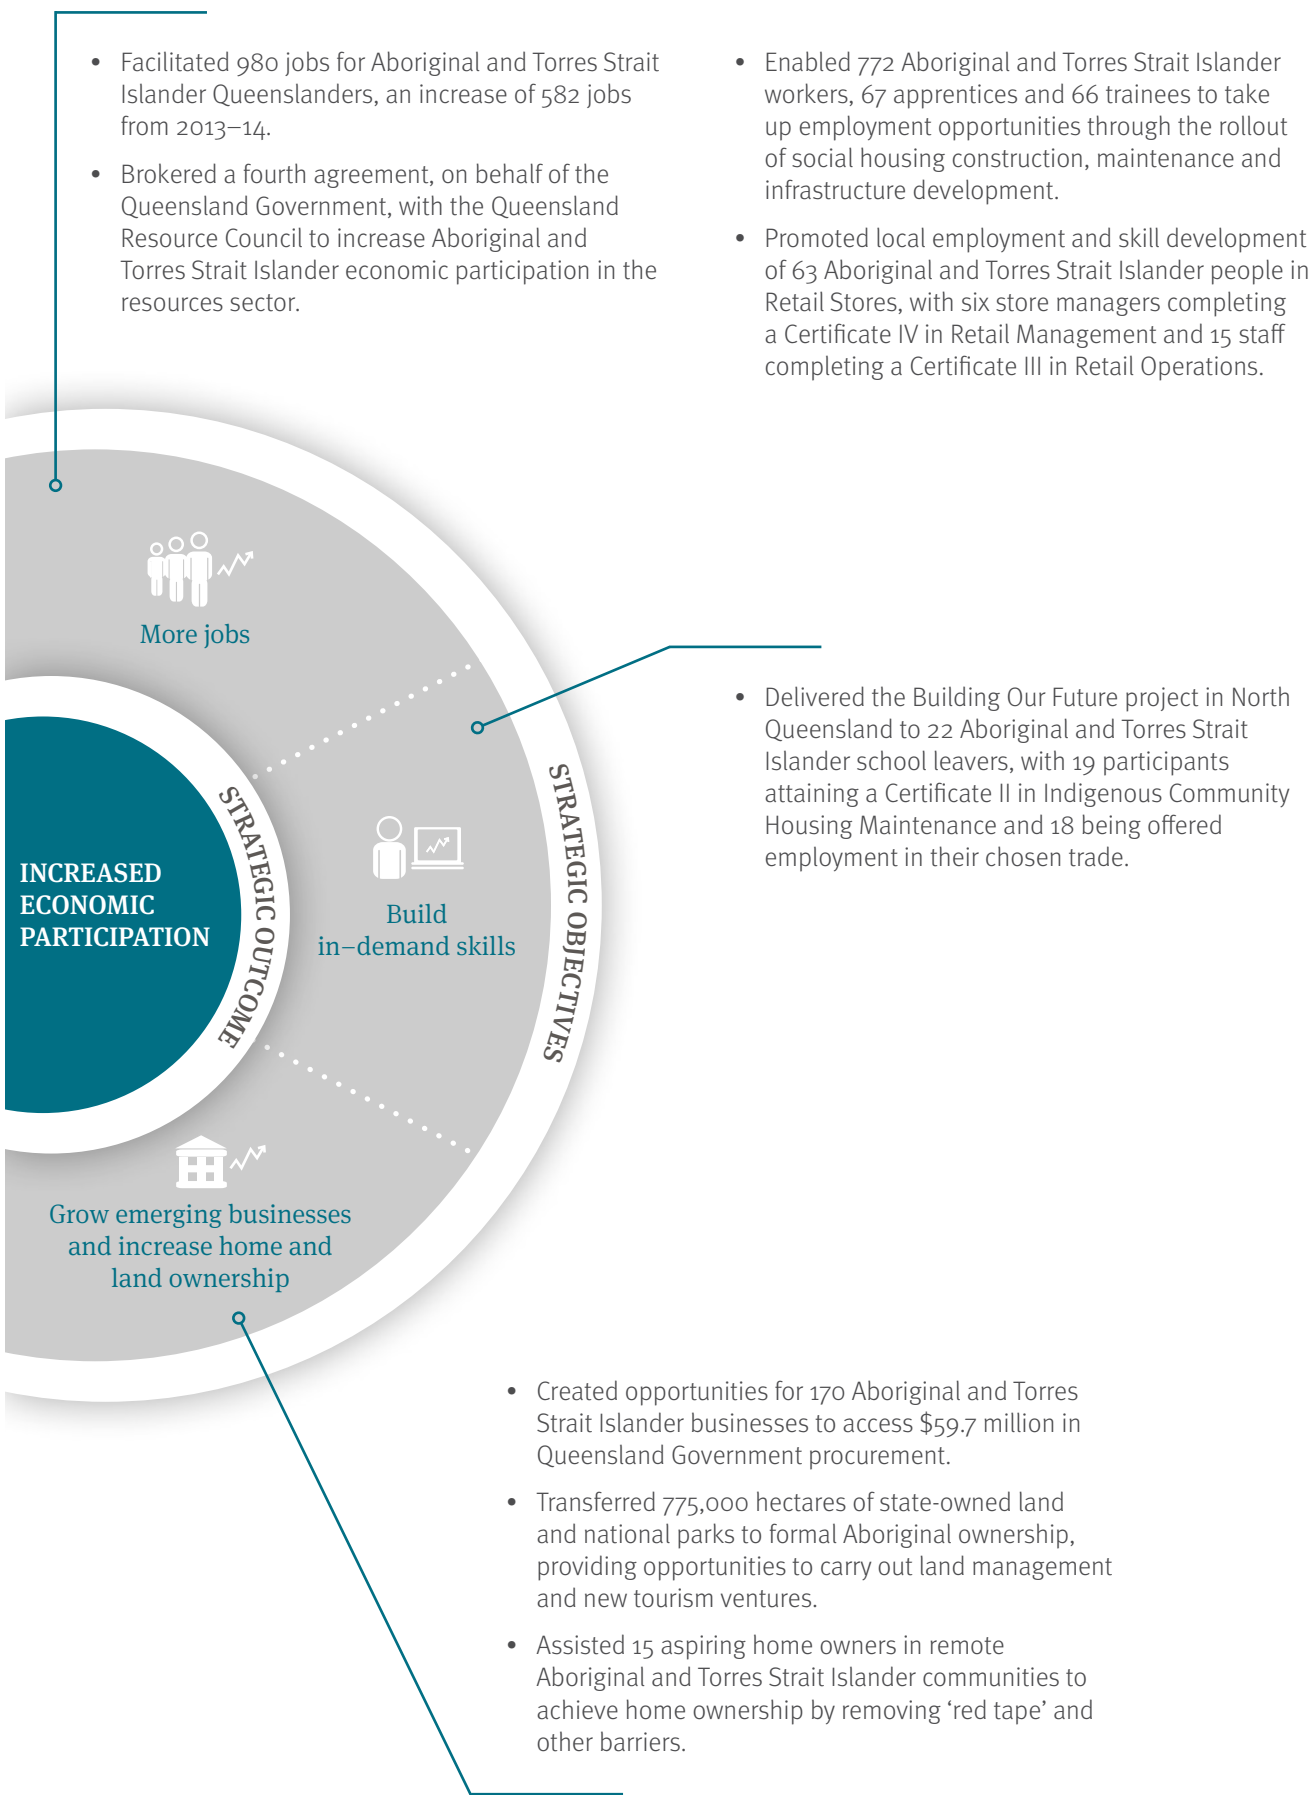 • Facilitated 980 jobs for Aboriginal and Torres Strait
Islander Queenslanders, an increase of 582 jobs
from 2013–14.
• Brokered a fourth agreement, on behalf of the
Queensland Government, with the Queensland
Resource Council to increase Aboriginal and
Torres Strait Islander economic participation in the
resources sector.
• Enabled 772 Aboriginal and Torres Strait Islander
workers, 67 apprentices and 66 trainees to take
up employment opportunities through the rollout
of social housing construction, maintenance and
infrastructure development.
• Promoted local employment and skill development
of 63 Aboriginal and Torres Strait Islander people in
Retail Stores, with six store managers completing
a Certificate IV in Retail Management and 15 staff
completing a Certificate III in Retail Operations.
More jobs
• Delivered the Building Our Future project in North
Queensland to 22 Aboriginal and Torres Strait
Islander school leavers, with 19 participants
attaining a Certificate II in Indigenous Community
Housing Maintenance and 18 being offered
employment in their chosen trade.
INCREASED
ECONOMIC
PARTICIPATION
STRATEGIC OUTCOME
Build
in–demand skills
STRATEGIC OBJECTIVES
Grow emerging businesses
and increase home and
land ownership
• Created opportunities for 170 Aboriginal and Torres
Strait Islander businesses to access $59.7 million in
Queensland Government procurement.
• Transferred 775,000 hectares of state-owned land
and national parks to formal Aboriginal ownership,
providing opportunities to carry out land management
and new tourism ventures.
• Assisted 15 aspiring home owners in remote
Aboriginal and Torres Strait Islander communities to
achieve home ownership by removing ‘red tape’ and
other barriers.